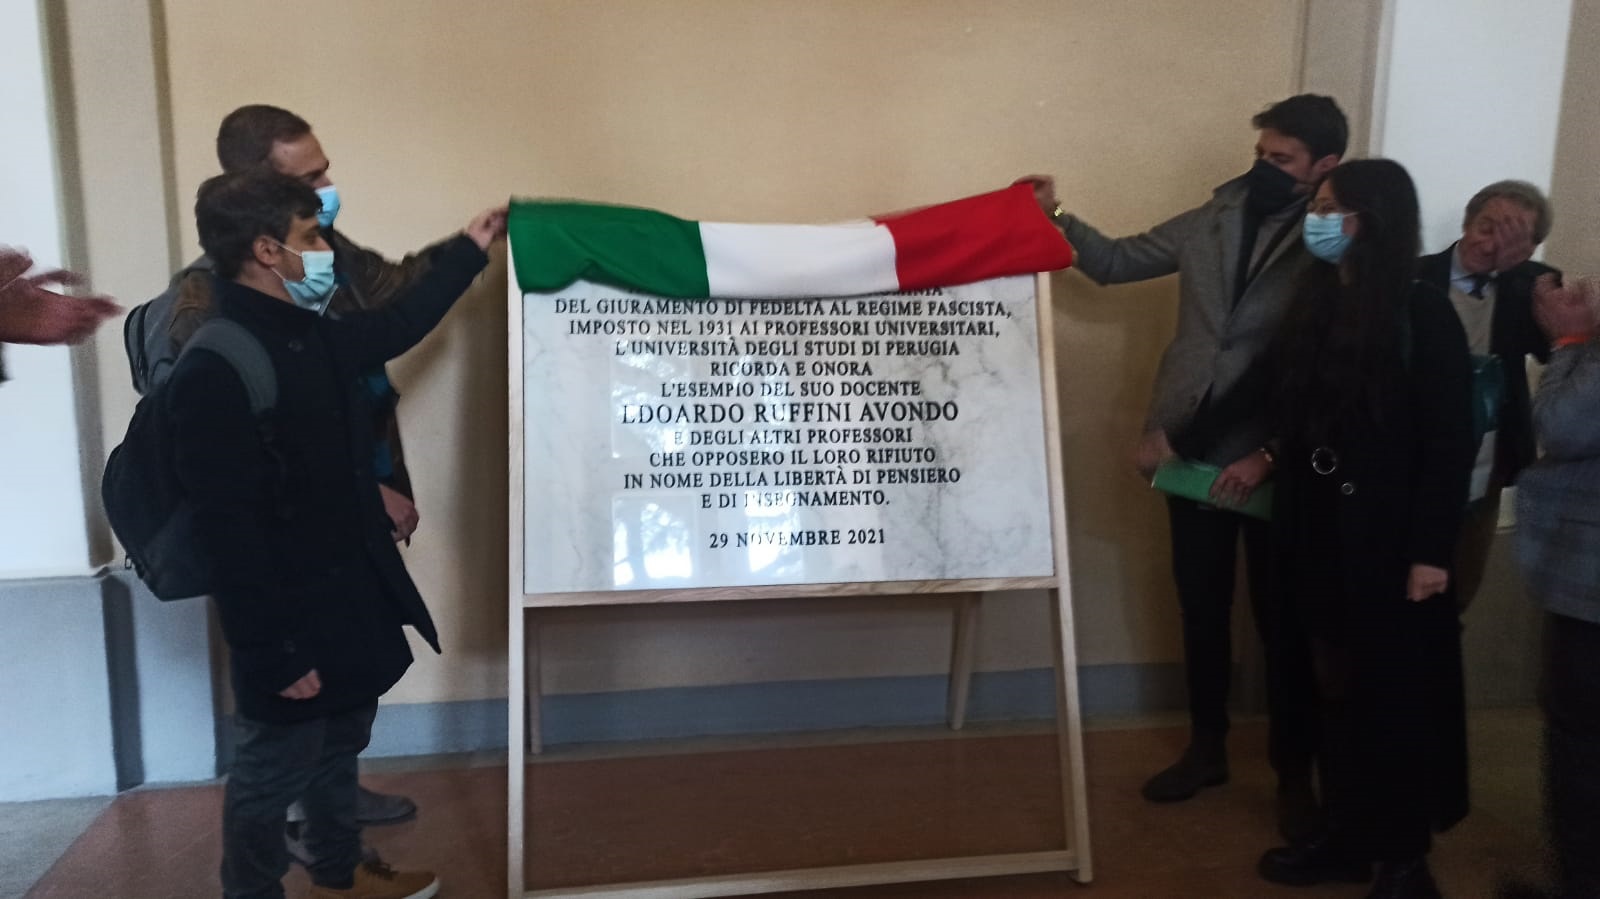 DEL GIURAMENTO DI FEDELTÀ AL REGIME FASCISTA,
IMPOSTO NEL 1931 AI PROFESSORI UNIVERSITARI,
L'UNIVERSITÀ DEGLI STUDI DI PERUGIA
RICORDA E ONORA
L'ESEMPIO DEL SUO DOCENTE
EDOARDO RUFFINI AVONDO
E DEGLI ALTRI PROFESSORI
CHE OPPOSERO IL LORO RIFIUTO
IN NOME DELLA LIBERTÀ DI PENSIERO
E DI INSEGNAMENTO.
29 NOVEMBRE 2021